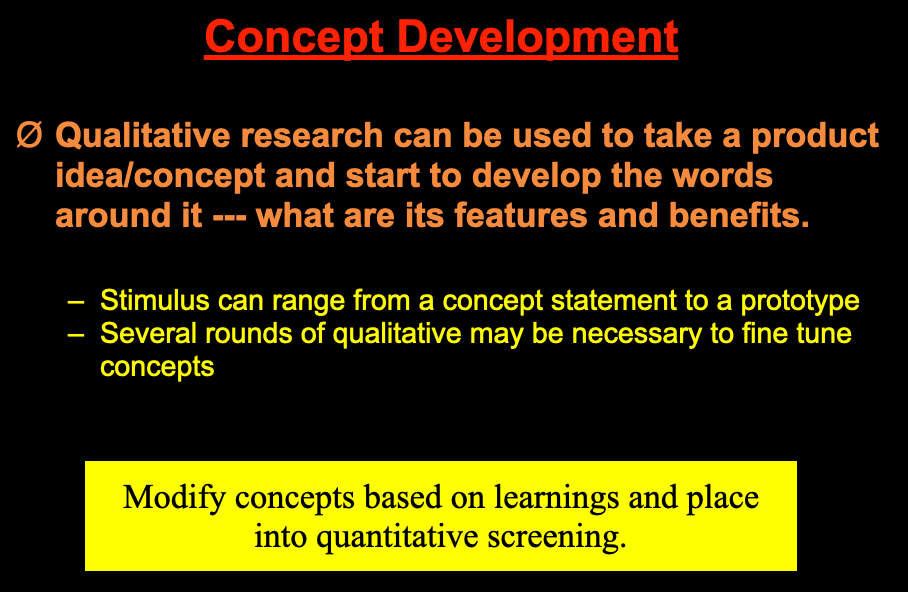 Concept Development
Ø Qualitative research can be used to take a product
idea/concept and start to develop the words
around it --- what are its features and benefits.
– Stimulus can range from a concept statement to a prototype
– Several rounds of qualitative may be necessary to fine tune
concepts
Modify concepts based on learnings and place
into quantitative screening.